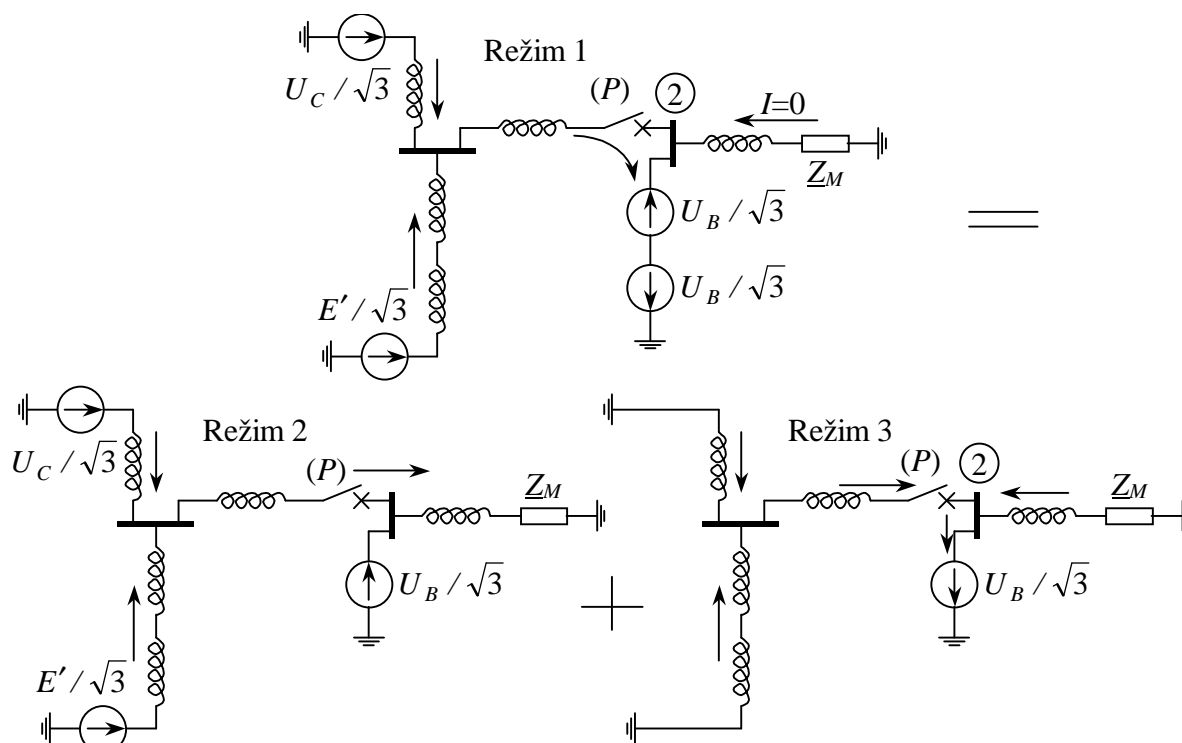 Režim 1
U_C / √3
(P)
2
I=0
Z_M
U_B / √3
U_B / √3
E′ / √3
Režim 2
U_C / √3
(P)
Z_M
U_B / √3
E′ / √3
Režim 3
(P)
2
Z_M
U_B / √3